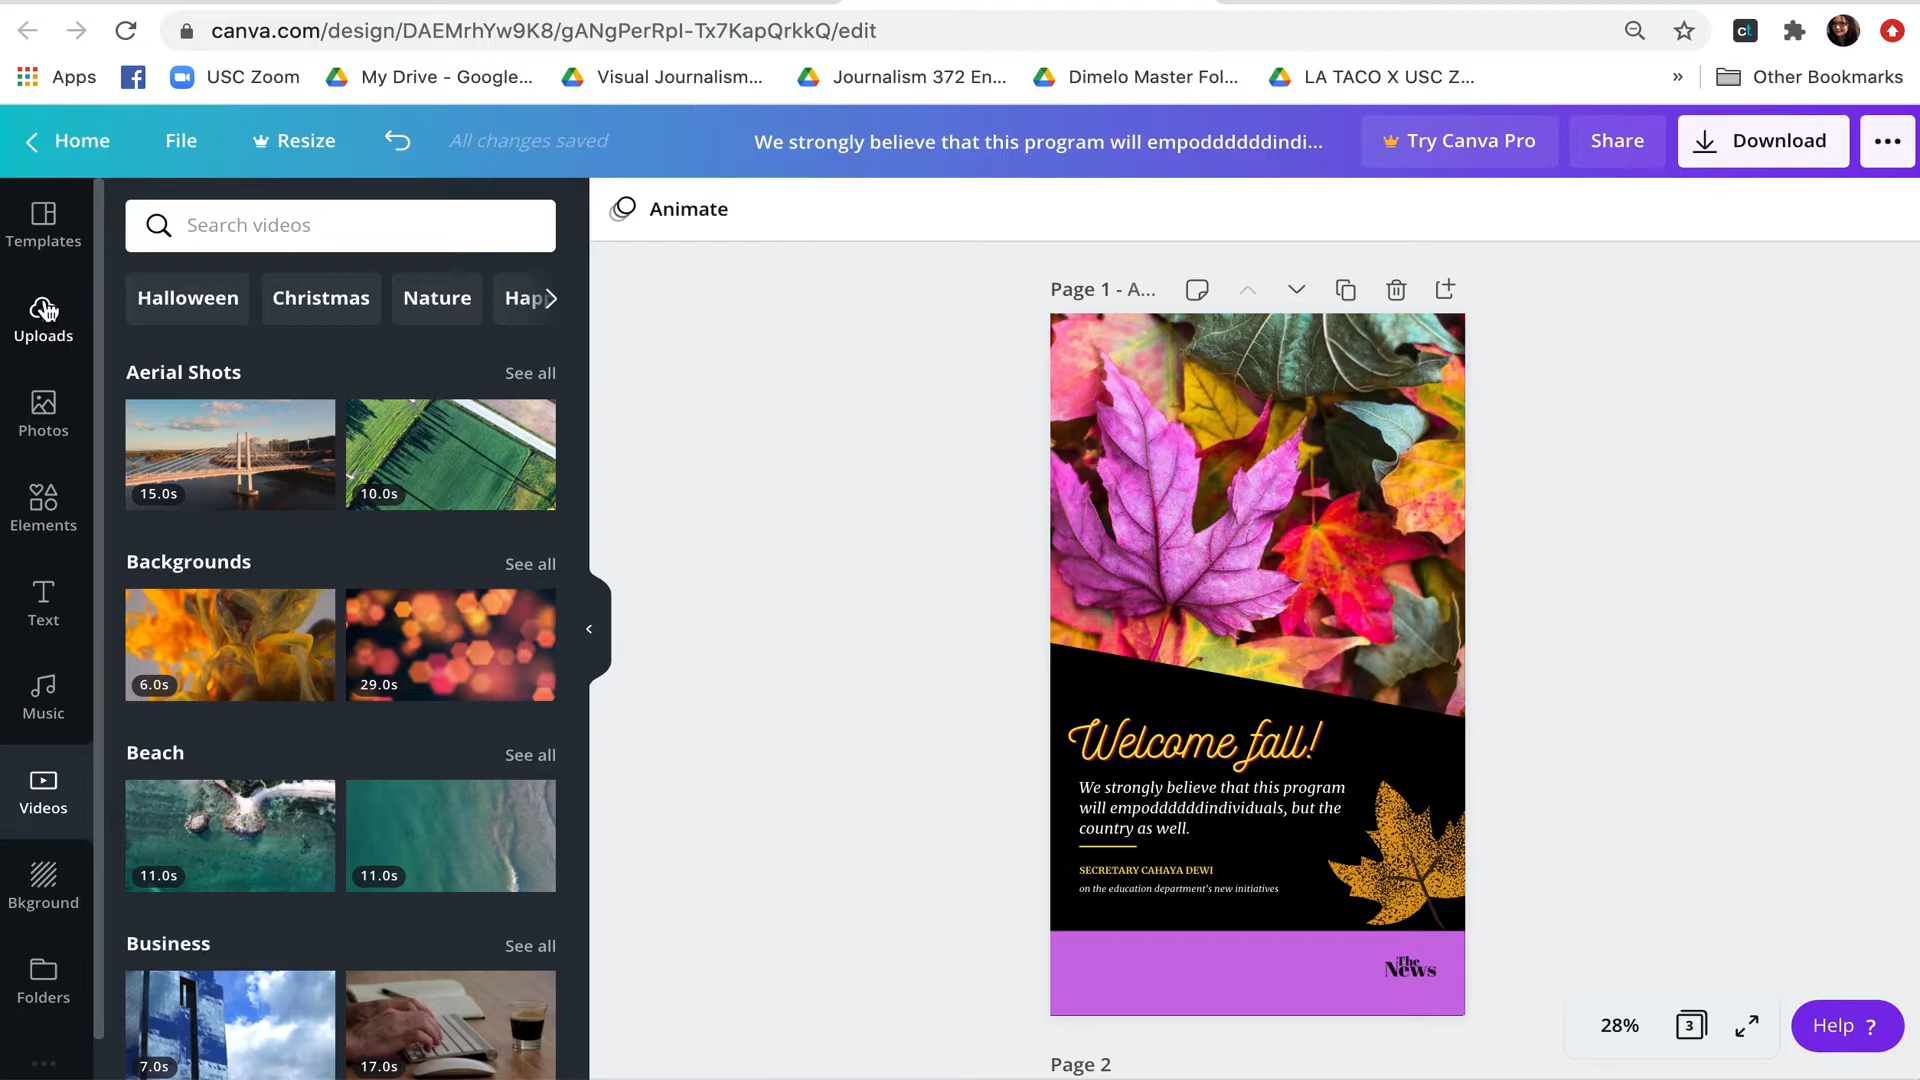 canva.com/design/DAEMrhYw9K8/gANgPerRpI-Tx7KapQrkkQ/edit
Apps
USC Zoom
My Drive - Google...
Visual Journalism...
Journalism 372 En...
Dimelo Master Fol...
LA TACO X USC Z...
»
Other Bookmarks
Home
File
Resize
All changes saved
We strongly believe that this program will empoddddddindi...
Try Canva Pro
Share
Download
Templates
Uploads
Photos
Elements
Text
Music
Videos
Bkground
Folders
Search videos
Halloween
Christmas
Nature
Happ
Aerial Shots
See all
15.0s
10.0s
Backgrounds
See all
6.0s
29.0s
Beach
See all
11.0s
11.0s
Business
See all
7.0s
17.0s
Animate
Page 1 - A...
Welcome fall!
We strongly believe that this program
will empoddddddindividuals, but the
country as well.
SECRETARY CAHAYA DEWI
on the education department's new initiatives
The
News
Page 2
28%
3
Help ?